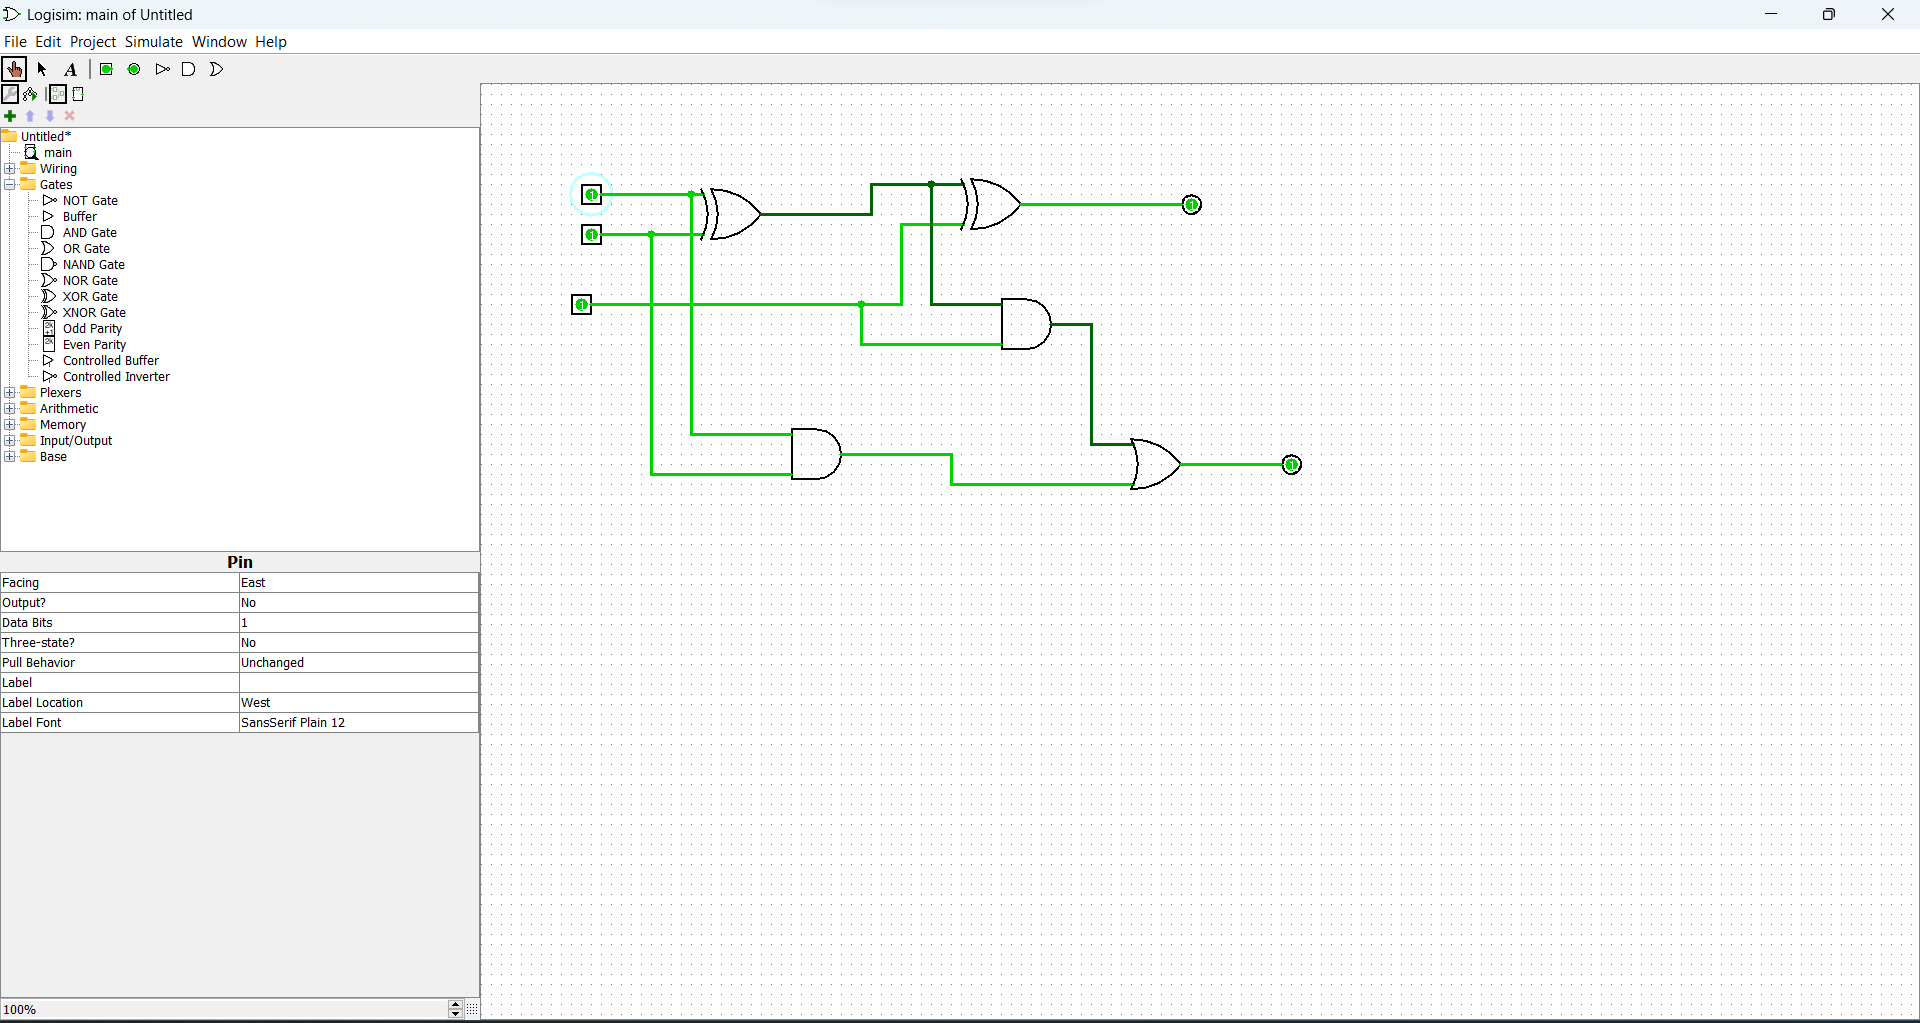 Logisim: main of Untitled
File Edit Project Simulate Window Help
A
Untitled*
main
Wiring
Gates
NOT Gate
Buffer
AND Gate
OR Gate
NAND Gate
NOR Gate
XOR Gate
XNOR Gate
2k+1 Odd Parity
2k Even Parity
Controlled Buffer
Controlled Inverter
Plexers
Arithmetic
Memory
Input/Output
Base
1
1
1
1
1
Pin
Facing East
Output? No
Data Bits 1
Three-state? No
Pull Behavior Unchanged
Label
Label Location West
Label Font SansSerif Plain 12
100%